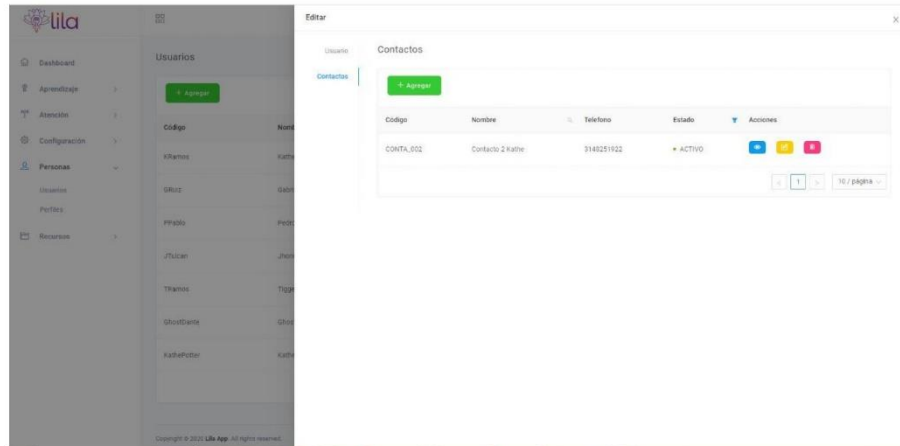 lila
Dashboard
Aprendizaje
Atención
Configuración
Personas
Usuarios
Perfiles
Recursos
Usuarios
+ Agregar
Código
KRamos
GRuiz
PPablo
TRamos
GhostDante
KathePotter
Copyright © 2020 Lila App. All rights reserved.
Editar
Usuario
Contactos
Contactos
+ Agregar
Código Nombre Telefono Estado Acciones
CONTA_002 Contacto 2 Kathe 3148251922 ACTIVO
< 1 > 10 / página